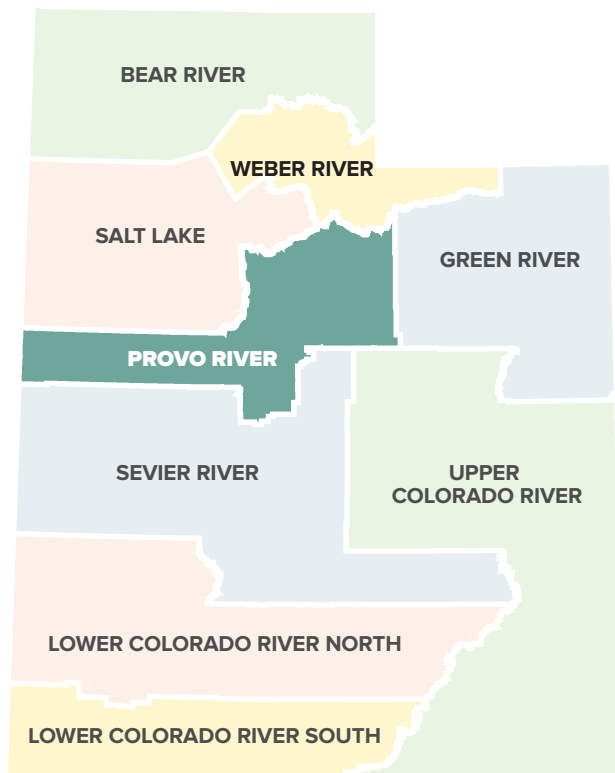 BEAR RIVER
WEBER RIVER
SALT LAKE
GREEN RIVER
PROVO RIVER
SEVIER RIVER
UPPER
COLORADO RIVER
LOWER COLORADO RIVER NORTH
LOWER COLORADO RIVER SOUTH